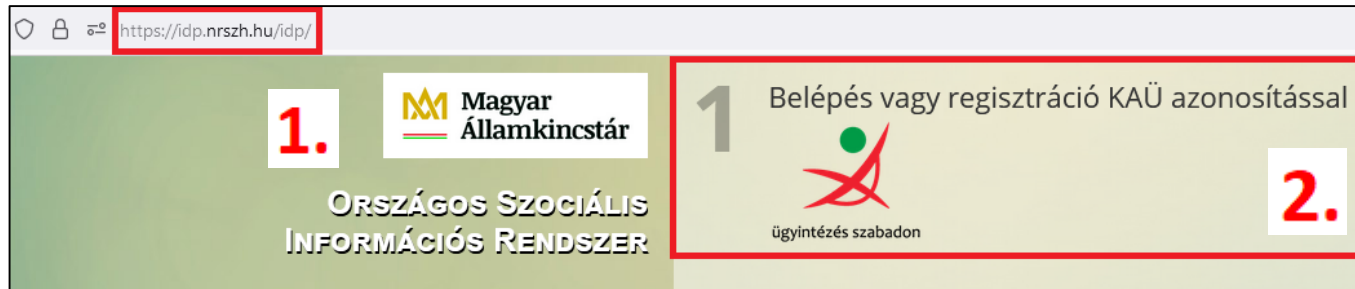 https://idp.nrszh.hu/idp/
1.
Magyar
Államkincstár
Országos Szociális
Információs Rendszer
1
Belépés vagy regisztráció KAÜ azonosítással
ügyintézés szabadon
2.